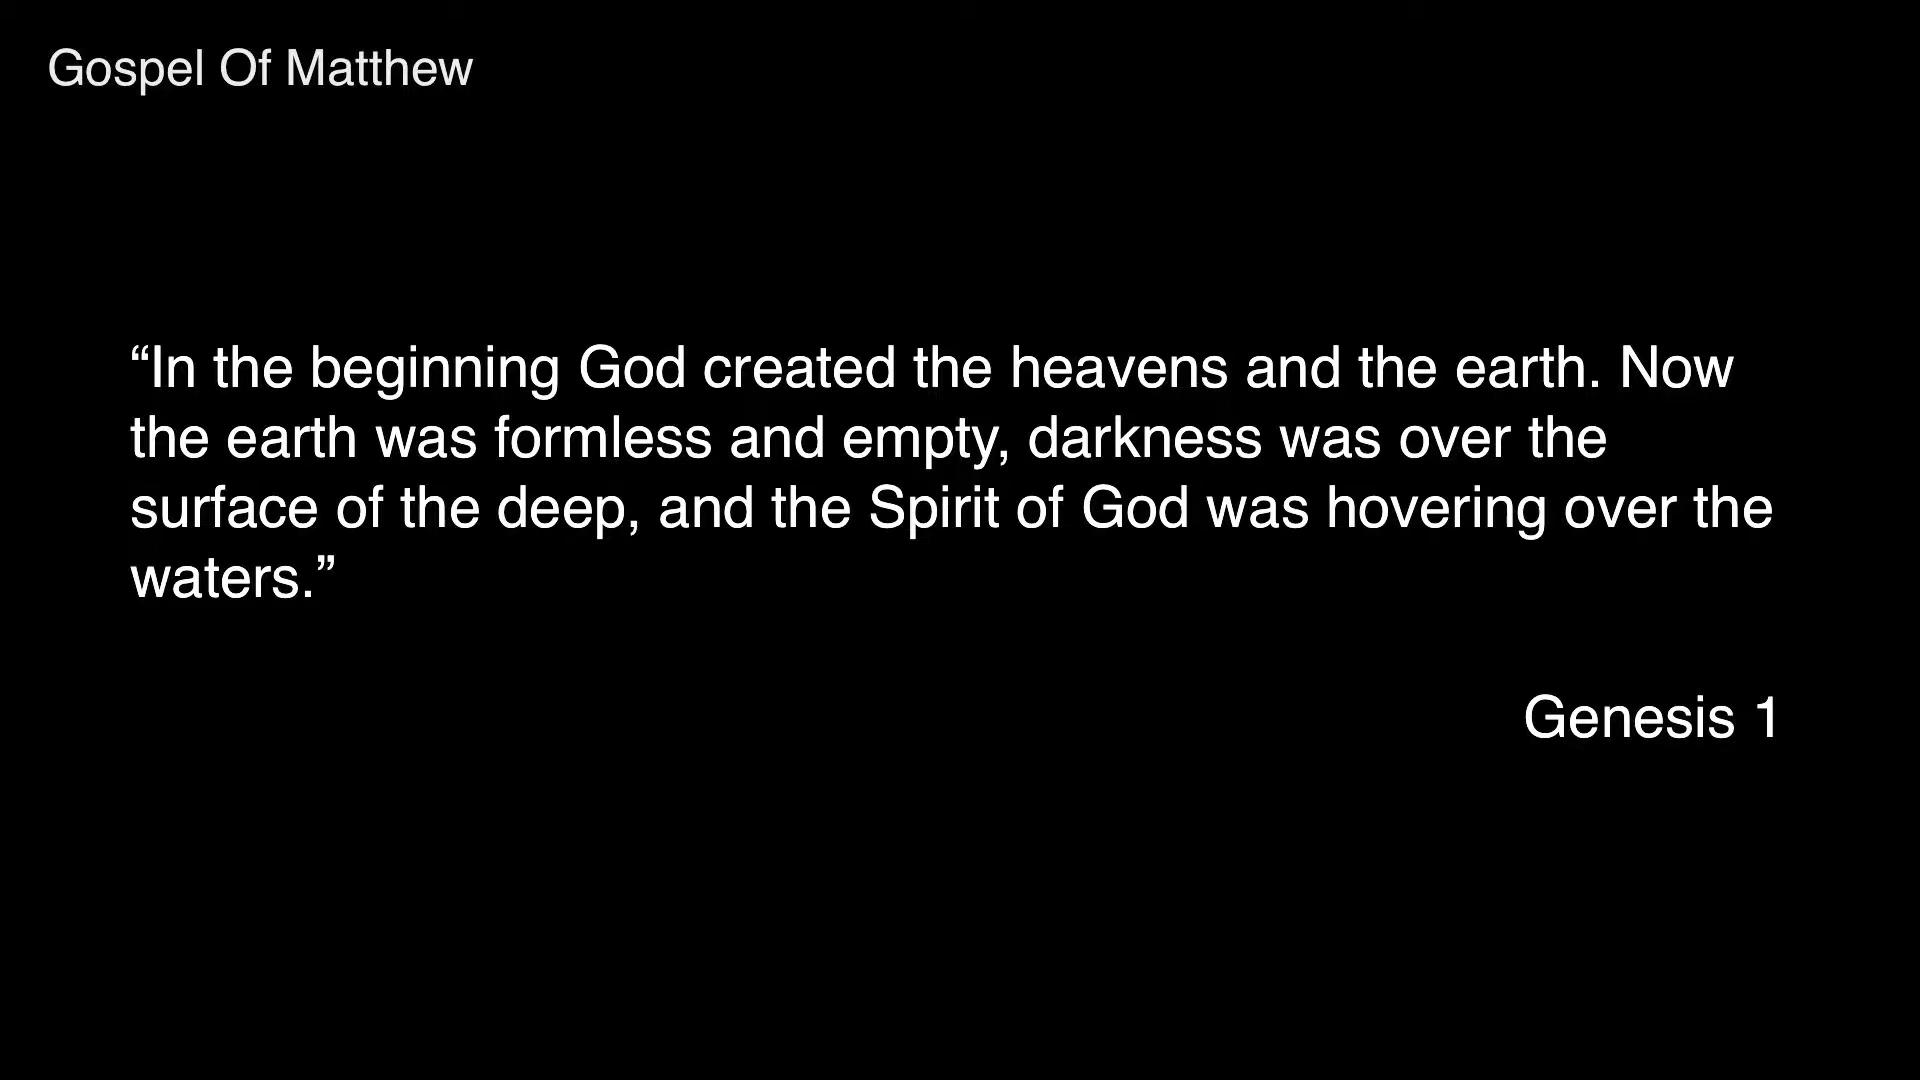 Gospel Of Matthew
“In the beginning God created the heavens and the earth. Now
the earth was formless and empty, darkness was over the
surface of the deep, and the Spirit of God was hovering over the
waters.”
Genesis 1